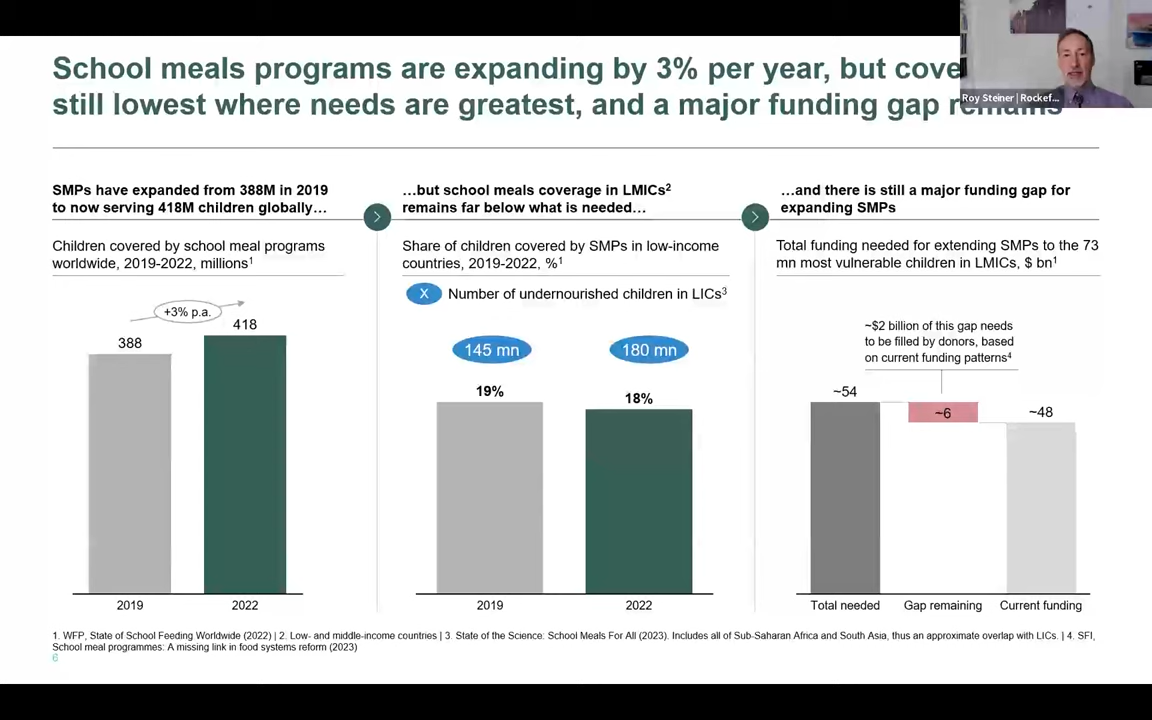 School meals programs are expanding by 3% per year, but cove
still lowest where needs are greatest, and a major funding gap remains
Roy Steiner | Rockef...
SMPs have expanded from 388M in 2019
to now serving 418M children globally…
Children covered by school meal programs
worldwide, 2019-2022, millions¹
+3% p.a.
388
418
2019
2022
…but school meals coverage in LMICs²
remains far below what is needed…
Share of children covered by SMPs in low-income
countries, 2019-2022, %¹
X
Number of undernourished children in LICs³
145 mn
180 mn
19%
18%
2019
2022
…and there is still a major funding gap for
expanding SMPs
Total funding needed for extending SMPs to the 73
mn most vulnerable children in LMICs, $ bn¹
~$2 billion of this gap needs
to be filled by donors, based
on current funding patterns⁴
~54
~6
~48
Total needed
Gap remaining
Current funding
1. WFP, State of School Feeding Worldwide (2022) | 2. Low- and middle-income countries | 3. State of the Science: School Meals For All (2023). Includes all of Sub-Saharan Africa and South Asia, thus an approximate overlap with LICs. | 4. SFI,
School meal programmes: A missing link in food systems reform (2023)
6